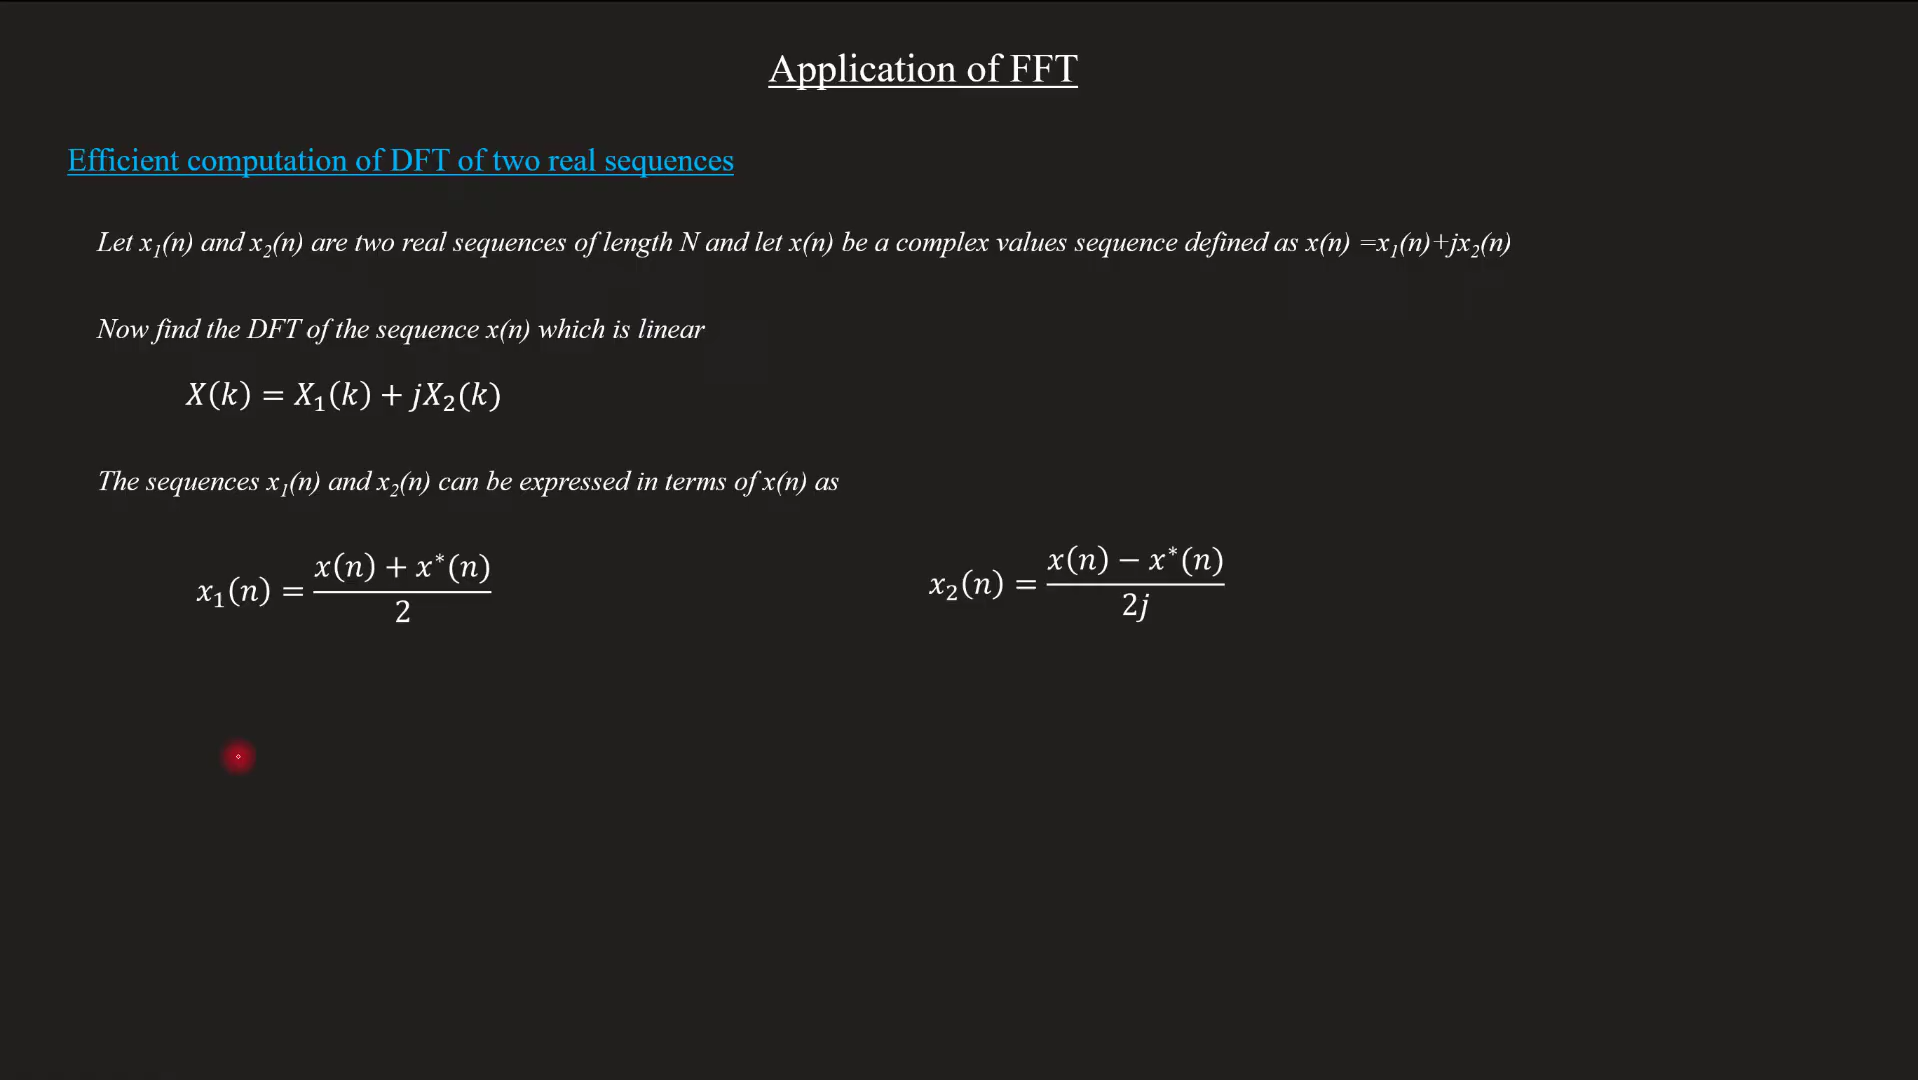 Application of FFT
Efficient computation of DFT of two real sequences
Let x₁(n) and x₂(n) are two real sequences of length N and let x(n) be a complex values sequence defined as x(n) =x₁(n)+jx₂(n)
Now find the DFT of the sequence x(n) which is linear
X(k) = X₁(k) + jX₂(k)
The sequences x₁(n) and x₂(n) can be expressed in terms of x(n) as
x₁(n) = (x(n) + x*(n)) / 2
x₂(n) = (x(n) − x*(n)) / 2j